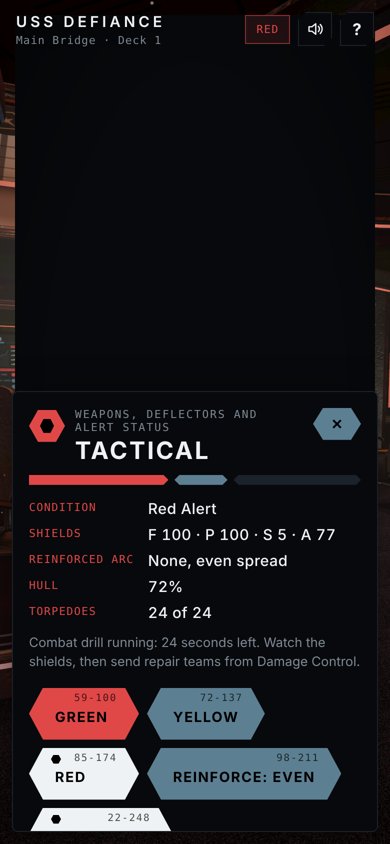 USS DEFIANCE
Main Bridge · Deck 1
RED
?
WEAPONS, DEFLECTORS AND
ALERT STATUS
TACTICAL
×
CONDITION Red Alert
SHIELDS F 100 · P 100 · S 5 · A 77
REINFORCED ARC None, even spread
HULL 72%
TORPEDOES 24 of 24
Combat drill running: 24 seconds left. Watch the
shields, then send repair teams from Damage Control.
59-100
GREEN
72-137
YELLOW
85-174
RED
98-211
REINFORCE: EVEN
22-248